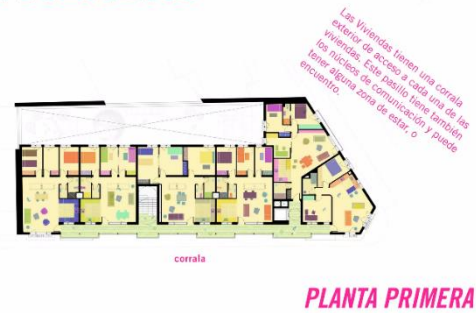 Las Viviendas tienen una corrala
exterior de acceso a cada una de las
viviendas. Este pasillo tiene también
los núcleos de comunicación y puede
tener alguna zona de estar, o
encuentro.
corrala
PLANTA PRIMERA